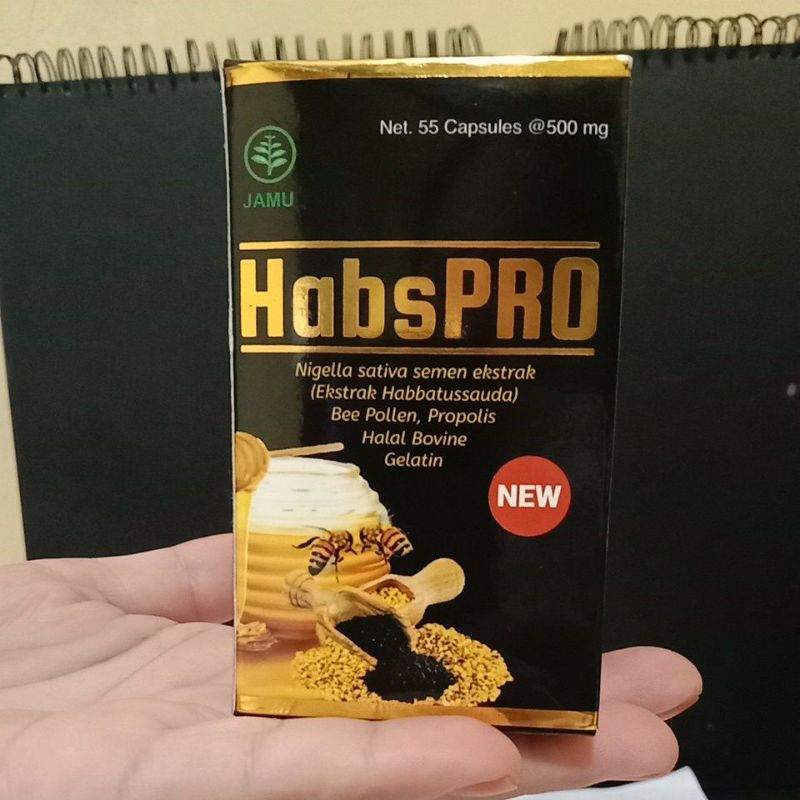 Net. 55 Capsules @500 mg
JAMU
HabsPRO
Nigella sativa semen ekstrak
(Ekstrak Habbatussauda)
Bee Pollen, Propolis
Halal Bovine
Gelatin
NEW